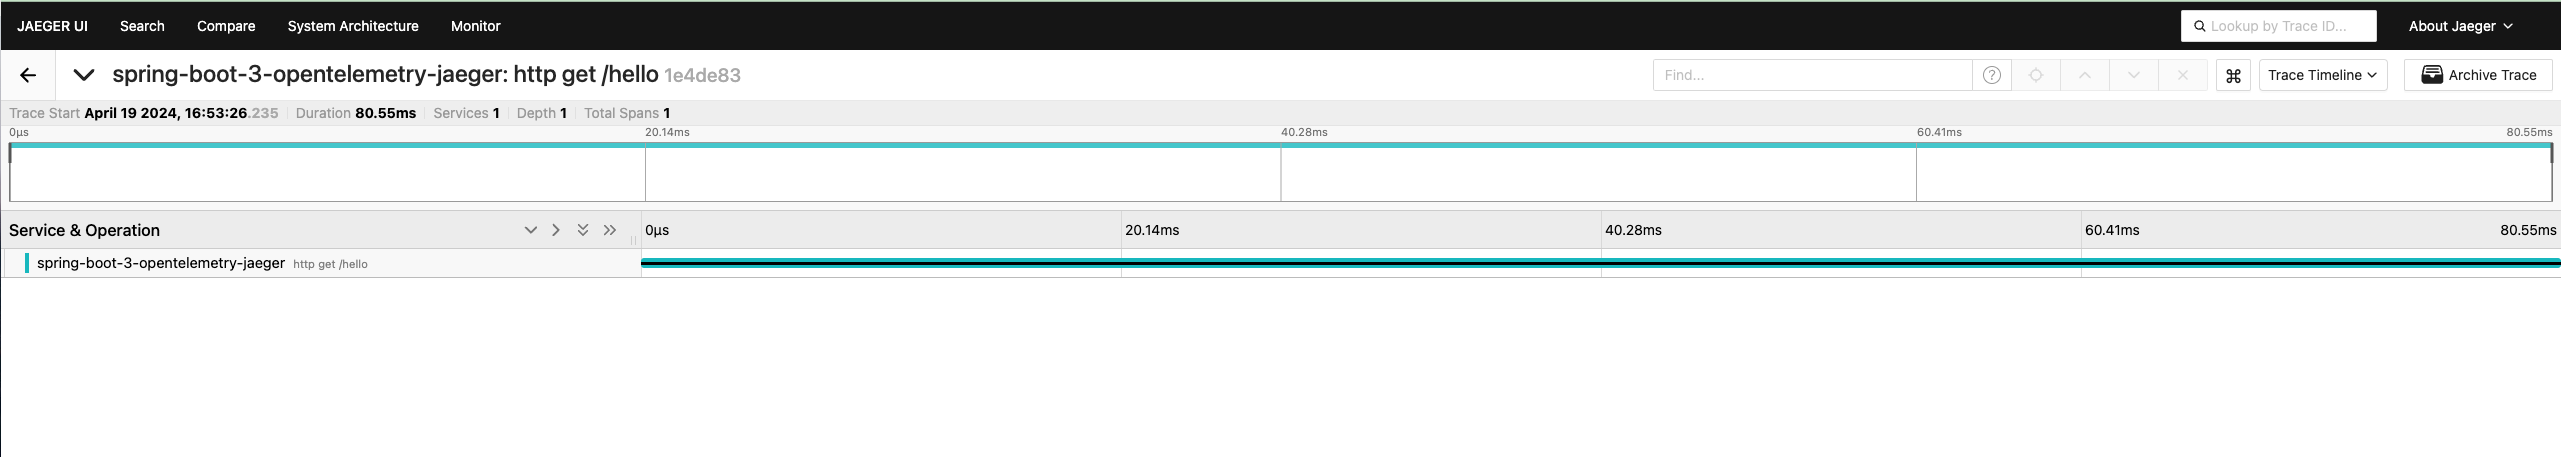 JAEGER UI Search Compare System Architecture Monitor Lookup by Trace ID... About Jaeger
spring-boot-3-opentelemetry-jaeger: http get /hello 1e4de83 Find... Trace Timeline Archive Trace
Trace Start April 19 2024, 16:53:26.235 Duration 80.55ms Services 1 Depth 1 Total Spans 1
0μs 20.14ms 40.28ms 60.41ms 80.55ms
Service & Operation 0μs 20.14ms 40.28ms 60.41ms 80.55ms
spring-boot-3-opentelemetry-jaeger http get /hello